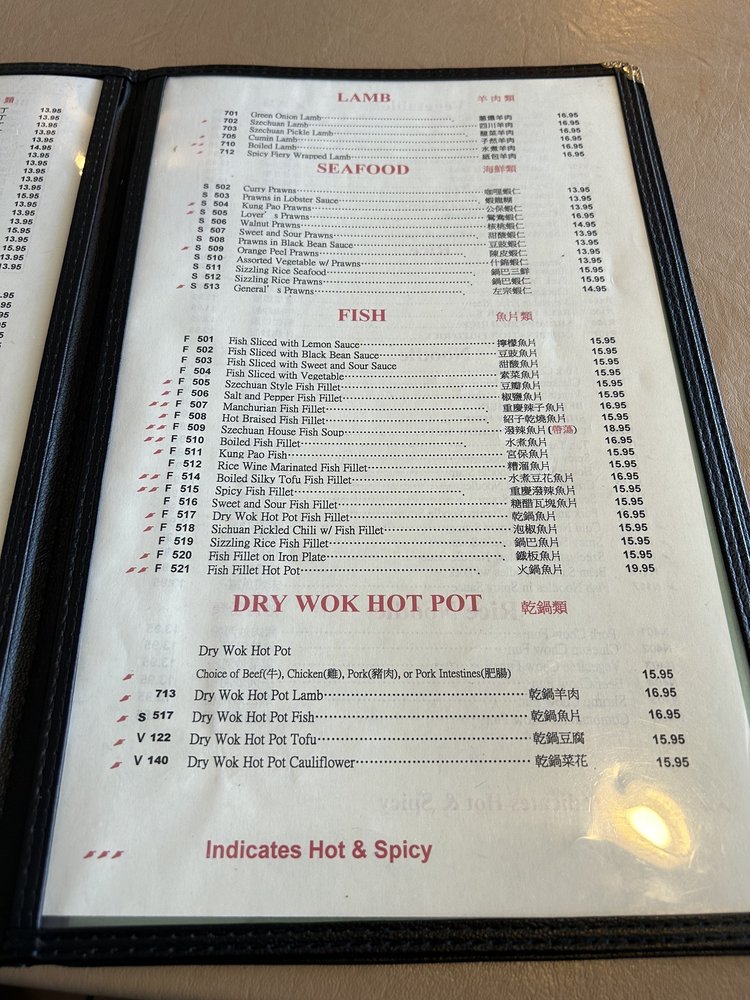 類
丁 13.95
丁 13.95
丁 13.95
LAMB 羊肉類
701 Green Onion Lamb 蔥爆羊肉 16.95
702 Szechuan Lamb 四川羊肉 16.95
703 Szechuan Pickle Lamb 酸菜羊肉 16.95
705 Cumin Lamb 孜然羊肉 16.95
710 Boiled Lamb 水煮羊肉 16.95
712 Spicy Fiery Wrapped Lamb 紙包羊肉 16.95
SEAFOOD 海鮮類
S 502 Curry Prawns 咖哩蝦仁 13.95
S 503 Prawns in Lobster Sauce 蝦龍糊 13.95
S 504 Kung Pao Prawns 公保蝦仁 13.95
S 505 Lover's Prawns 鴛鴦蝦仁 16.95
S 506 Walnut Prawns 核桃蝦仁 14.95
S 507 Sweet and Sour Prawns 甜酸蝦仁 13.95
S 508 Prawns in Black Bean Sauce 豆豉蝦仁 13.95
S 509 Orange Peel Prawns 陳皮蝦仁 13.95
S 510 Assorted Vegetable w/ Prawns 什錦蝦仁 13.95
S 511 Sizzling Rice Seafood 鍋巴三鮮 15.95
S 512 Sizzling Rice Prawns 鍋巴蝦仁 15.95
S 513 General's Prawns 左宗蝦仁 14.95
FISH 魚片類
F 501 Fish Sliced with Lemon Sauce 擰檬魚片 15.95
F 502 Fish Sliced with Black Bean Sauce 豆豉魚片 15.95
F 503 Fish Sliced with Sweet and Sour Sauce 甜酸魚片 15.95
F 504 Fish Sliced with Vegetable 素菜魚片 15.95
F 505 Szechuan Style Fish Fillet 豆瓣魚片 15.95
F 506 Salt and Pepper Fish Fillet 椒鹽魚片 15.95
F 507 Manchurian Fish Fillet 重慶辣子魚片 16.95
F 508 Hot Braised Fish Fillet 紹子乾燒魚片 15.95
F 509 Szechuan House Fish Soup 潑辣魚片(帶蕩) 18.95
F 510 Boiled Fish Fillet 水煮魚片 16.95
F 511 Kung Pao Fish 宮保魚片 15.95
F 512 Rice Wine Marinated Fish Fillet 糟溜魚片 15.95
F 514 Boiled Silky Tofu Fish Fillet 水煮豆花魚片 16.95
F 515 Spicy Fish Fillet 重慶潑辣魚片 15.95
F 516 Sweet and Sour Fish Fillet 糖醋瓦塊魚片 15.95
F 517 Dry Wok Hot Pot Fish Fillet 乾鍋魚片 16.95
F 518 Sichuan Pickled Chili w/ Fish Fillet 泡椒魚片 15.95
F 519 Sizzling Rice Fish Fillet 鍋巴魚片 15.95
F 520 Fish Fillet on Iron Plate 鐵板魚片 15.95
F 521 Fish Fillet Hot Pot 火鍋魚片 19.95
DRY WOK HOT POT 乾鍋類
Dry Wok Hot Pot
Choice of Beef(牛), Chicken(雞), Pork(豬肉), or Pork Intestines(肥腸) 15.95
713 Dry Wok Hot Pot Lamb 乾鍋羊肉 16.95
S 517 Dry Wok Hot Pot Fish 乾鍋魚片 16.95
V 122 Dry Wok Hot Pot Tofu 乾鍋豆腐 15.95
V 140 Dry Wok Hot Pot Cauliflower 乾鍋菜花 15.95
Indicates Hot & Spicy